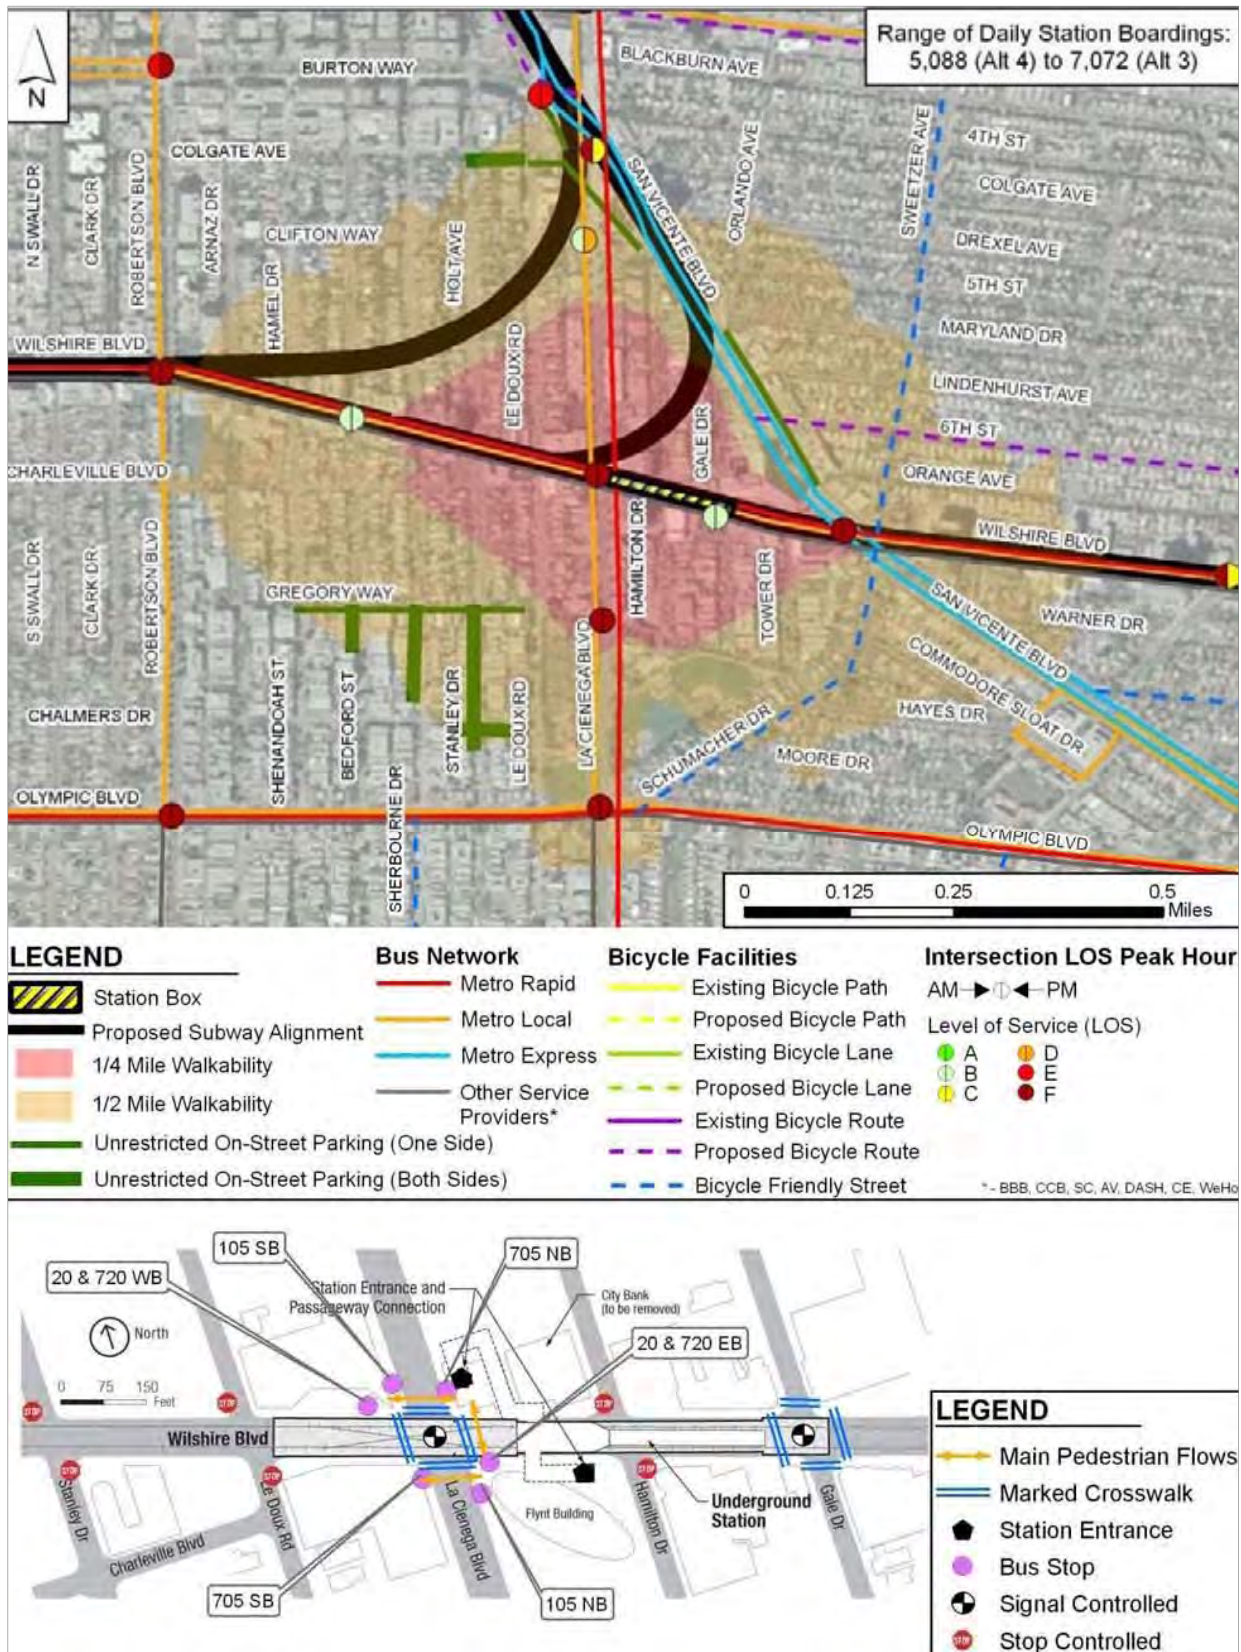 Range of Daily Station Boardings:
5,088 (Alt 4) to 7,072 (Alt 3)
N
BURTON WAY
BLACKBURN AVE
COLGATE AVE
N SWALL DR
CLARK DR
ROBERTSON BLVD
ARNAZ DR
CLIFTON WAY
HAMEL DR
HOLT AVE
SAN VICENTE BLVD
ORLANDO AVE
SWEETZER AVE
4TH ST
COLGATE AVE
DREXEL AVE
5TH ST
MARYLAND DR
LINDENHURST AVE
6TH ST
WILSHIRE BLVD
LE DOUX RD
GALE DR
CHARLEVILLE BLVD
ORANGE AVE
WILSHIRE BLVD
S SWALL DR
CLARK DR
ROBERTSON BLVD
GREGORY WAY
HAMILTON DR
TOWER DR
SAN VICENTE BLVD
WARNER DR
COMMODORE SLOAT DR
HAYES DR
CHALMERS DR
SHENANDOAH ST
BEDFORD ST
STANLEY DR
LE DOUX RD
LA CIENEGA BLVD
SCHUMACHER DR
MOORE DR
OLYMPIC BLVD
SHERBOURNE DR
OLYMPIC BLVD
0 0.125 0.25 0.5
Miles
LEGEND
Station Box
Proposed Subway Alignment
1/4 Mile Walkability
1/2 Mile Walkability
Unrestricted On-Street Parking (One Side)
Unrestricted On-Street Parking (Both Sides)
Bus Network
Metro Rapid
Metro Local
Metro Express
Other Service
Providers*
Bicycle Facilities
Existing Bicycle Path
Proposed Bicycle Path
Existing Bicycle Lane
Proposed Bicycle Lane
Existing Bicycle Route
Proposed Bicycle Route
Bicycle Friendly Street
Intersection LOS Peak Hour
AM PM
Level of Service (LOS)
A D
B E
C F
* - BBB, CCB, SC, AV, DASH, CE, WeHo
105 SB
705 NB
20 & 720 WB
Station Entrance and
Passageway Connection
City Bank
(to be removed)
20 & 720 EB
North
0 75 150
Feet
STOP
STOP
STOP
STOP
STOP
STOP
Wilshire Blvd
Stanley Dr
Le Doux Rd
La Cienega Blvd
Flynt Building
Hamilton Dr
Underground
Station
Gale Dr
Charleville Blvd
705 SB
105 NB
LEGEND
Main Pedestrian Flows
Marked Crosswalk
Station Entrance
Bus Stop
Signal Controlled
STOP
Stop Controlled